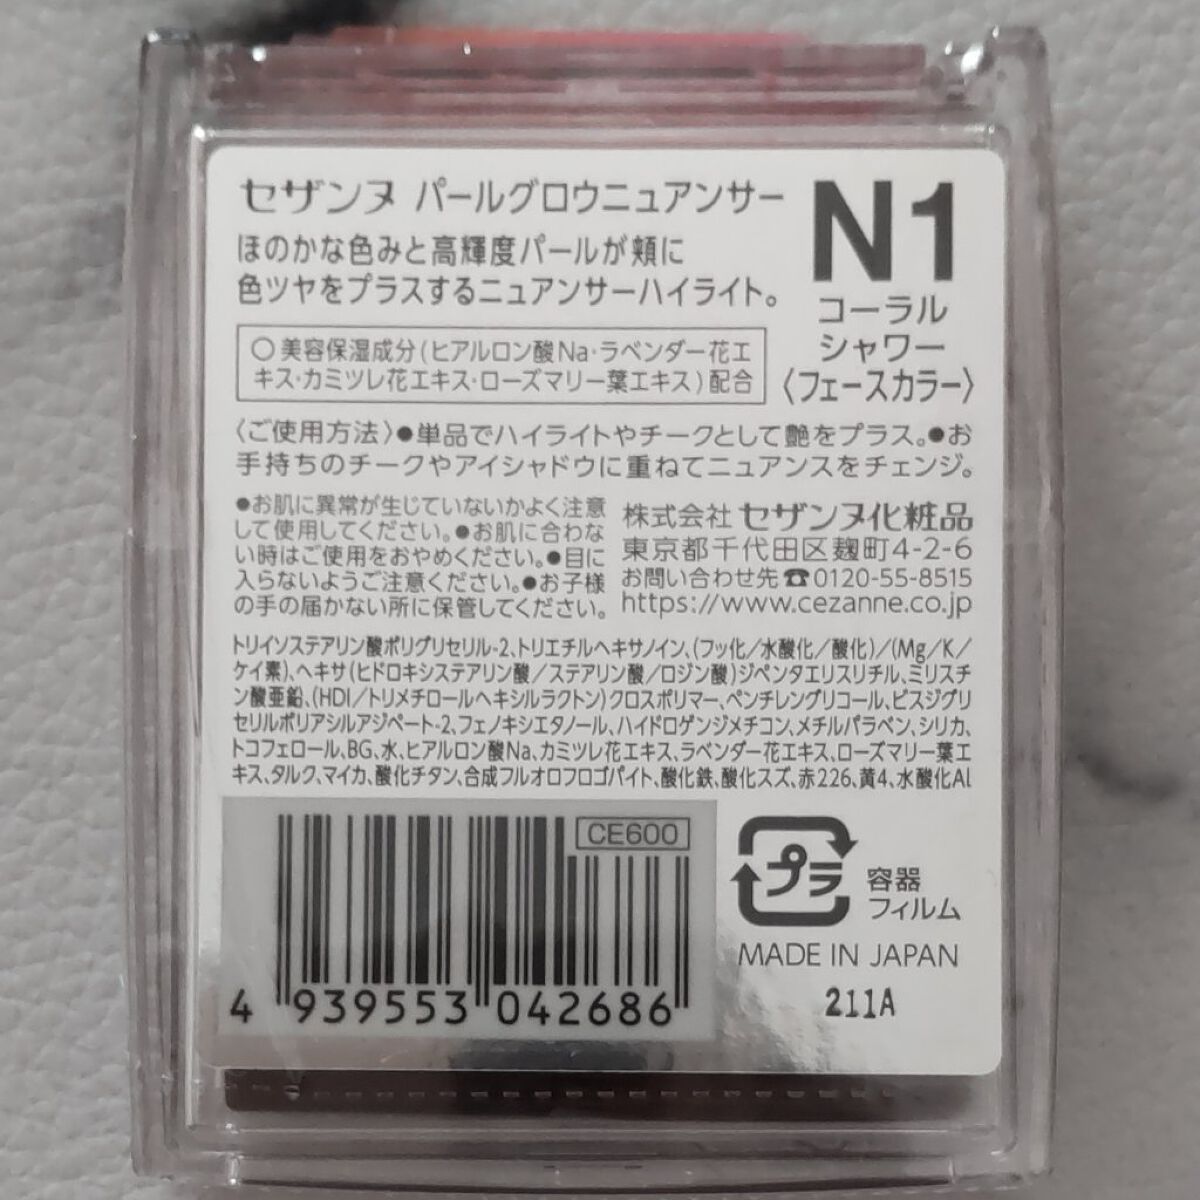 セザンヌ パールグロウニュアンサー
ほのかな色みと高輝度パールが頬に
色ツヤをプラスするニュアンサーハイライト。
N1
コーラル
シャワー
〈フェースカラー〉
○美容保湿成分(ヒアルロン酸Na・ラベンダー花エ
キス・カミツレ花エキス・ローズマリー葉エキス)配合
〈ご使用方法〉●単品でハイライトやチークとして艶をプラス。●お
手持ちのチークやアイシャドウに重ねてニュアンスをチェンジ。
●お肌に異常が生じていないかよく注意
して使用してください。●お肌に合わな
い時はご使用をおやめください。●目に
入らないようご注意ください。●お子様
の手の届かない所に保管してください。
株式会社 セザンヌ化粧品
東京都千代田区麹町4-2-6
お問い合わせ先☎0120-55-8515
https://www.cezanne.co.jp
トリイソステアリン酸ポリグリセリル-2、トリエチルヘキサノイン、(フッ化/水酸化/酸化)/(Mg/K/
ケイ素)、ヘキサ(ヒドロキシステアリン酸/ステアリン酸/ロジン酸)ジペンタエリスリチル、ミリスチ
ン酸亜鉛、(HDI/トリメチロールヘキシルラクトン)クロスポリマー、ペンチレングリコール、ビスジグリ
セリルポリアシルアジペート-2、フェノキシエタノール、ハイドロゲンジメチコン、メチルパラベン、シリカ、
トコフェロール、BG、水、ヒアルロン酸Na、カミツレ花エキス、ラベンダー花エキス、ローズマリー葉エ
キス、タルク、マイカ、酸化チタン、合成フルオロフロゴパイト、酸化鉄、酸化スズ、赤226、黄4、水酸化Al
CE600
4 939553 042686
プラ
容器
フィルム
MADE IN JAPAN
211A